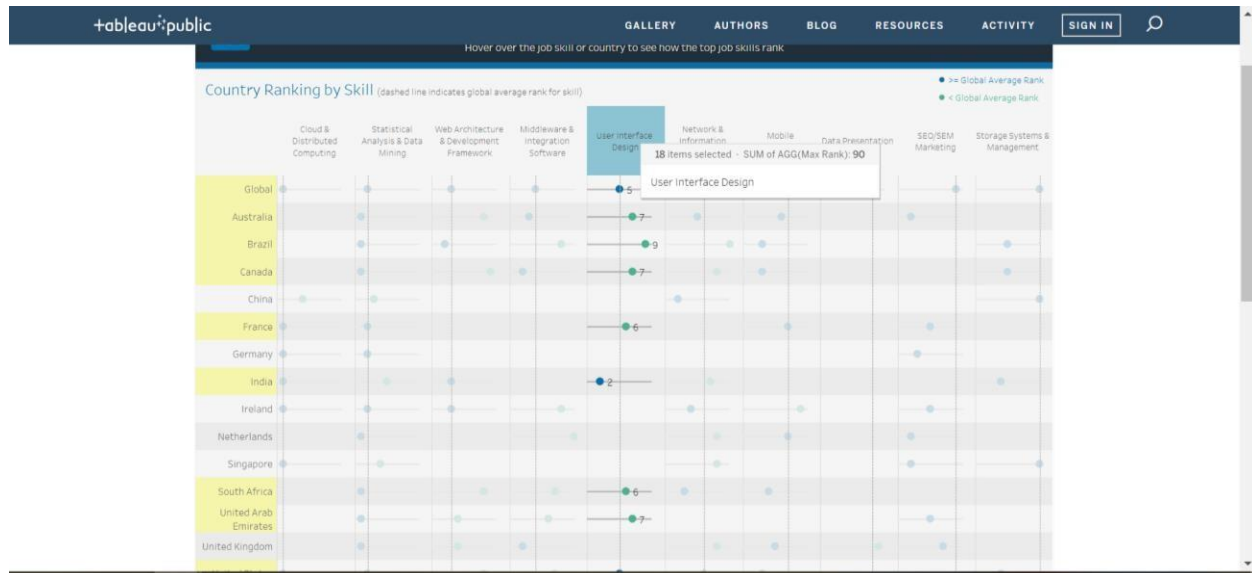 +ableau public
GALLERY AUTHORS BLOG RESOURCES ACTIVITY SIGN IN
Hover over the job skill or country to see how the top job skills rank
Country Ranking by Skill (dashed line indicates global average rank for skill)
>= Global Average Rank
< Global Average Rank
Cloud & Distributed Computing
Statistical Analysis & Data Mining
Web Architecture & Development Framework
Middleware & Integration Software
User Interface Design
Network & Information
Mobile
Data Presentation
SEO/SEM Marketing
Storage Systems & Management
18 items selected · SUM of AGG(Max Rank): 90
User Interface Design
Global 5
Australia 7
Brazil 9
Canada 7
China
France 6
Germany
India 2
Ireland
Netherlands
Singapore
South Africa 6
United Arab Emirates 7
United Kingdom